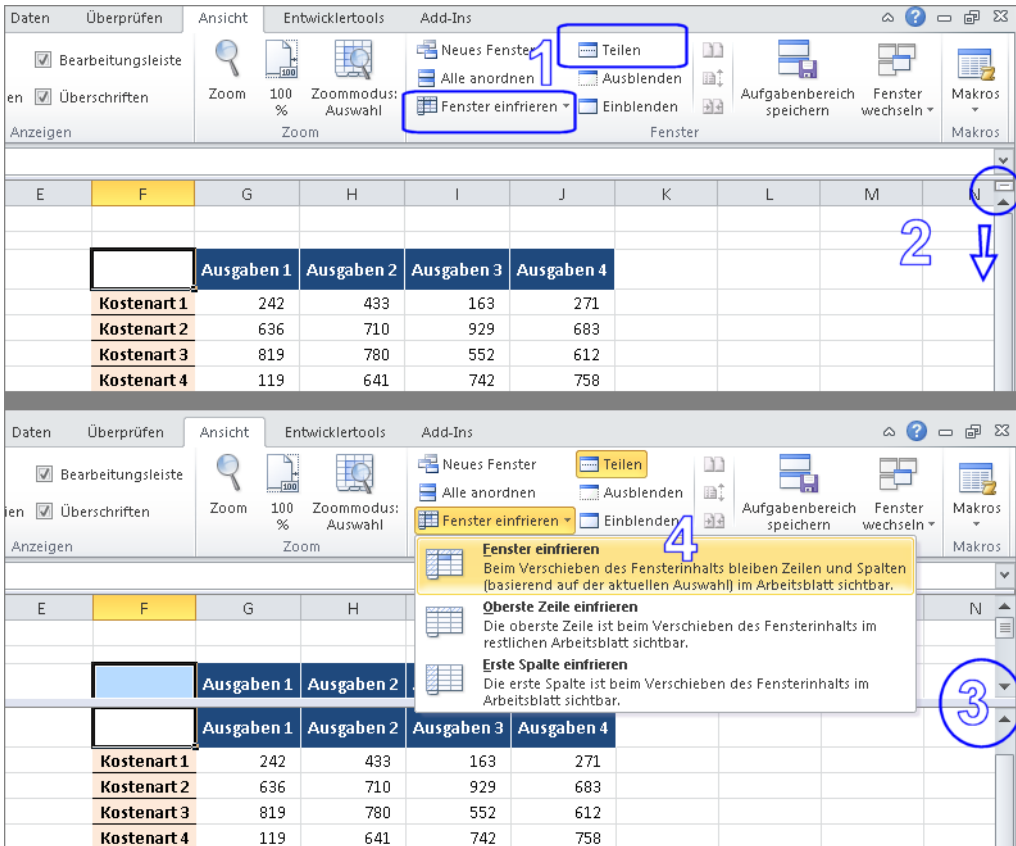 Daten Überprüfen Ansicht Entwicklertools Add-Ins
Bearbeitungsleiste Neues Fenster Teilen
1
Alle anordnen Ausblenden
en Überschriften Zoom 100 % Zoommodus: Auswahl Fenster einfrieren Einblenden Aufgabenbereich speichern Fenster wechseln Makros
Anzeigen Zoom Fenster Makros
E F G H I J K L M N
2
Ausgaben 1 Ausgaben 2 Ausgaben 3 Ausgaben 4
Kostenart 1 242 433 163 271
Kostenart 2 636 710 929 683
Kostenart 3 819 780 552 612
Kostenart 4 119 641 742 758
Daten Überprüfen Ansicht Entwicklertools Add-Ins
Bearbeitungsleiste Neues Fenster Teilen
Alle anordnen Ausblenden
ien Überschriften Zoom 100 % Zoommodus: Auswahl Fenster einfrieren Einblenden Aufgabenbereich speichern Fenster wechseln Makros
4
Anzeigen Zoom Makros
Fenster einfrieren
Beim Verschieben des Fensterinhalts bleiben Zeilen und Spalten
(basierend auf der aktuellen Auswahl) im Arbeitsblatt sichtbar.
Oberste Zeile einfrieren
Die oberste Zeile ist beim Verschieben des Fensterinhalts im
restlichen Arbeitsblatt sichtbar.
Erste Spalte einfrieren
Die erste Spalte ist beim Verschieben des Fensterinhalts im
Arbeitsblatt sichtbar.
E F G H N
Ausgaben 1 Ausgaben 2
3
Ausgaben 1 Ausgaben 2 Ausgaben 3 Ausgaben 4
Kostenart 1 242 433 163 271
Kostenart 2 636 710 929 683
Kostenart 3 819 780 552 612
Kostenart 4 119 641 742 758